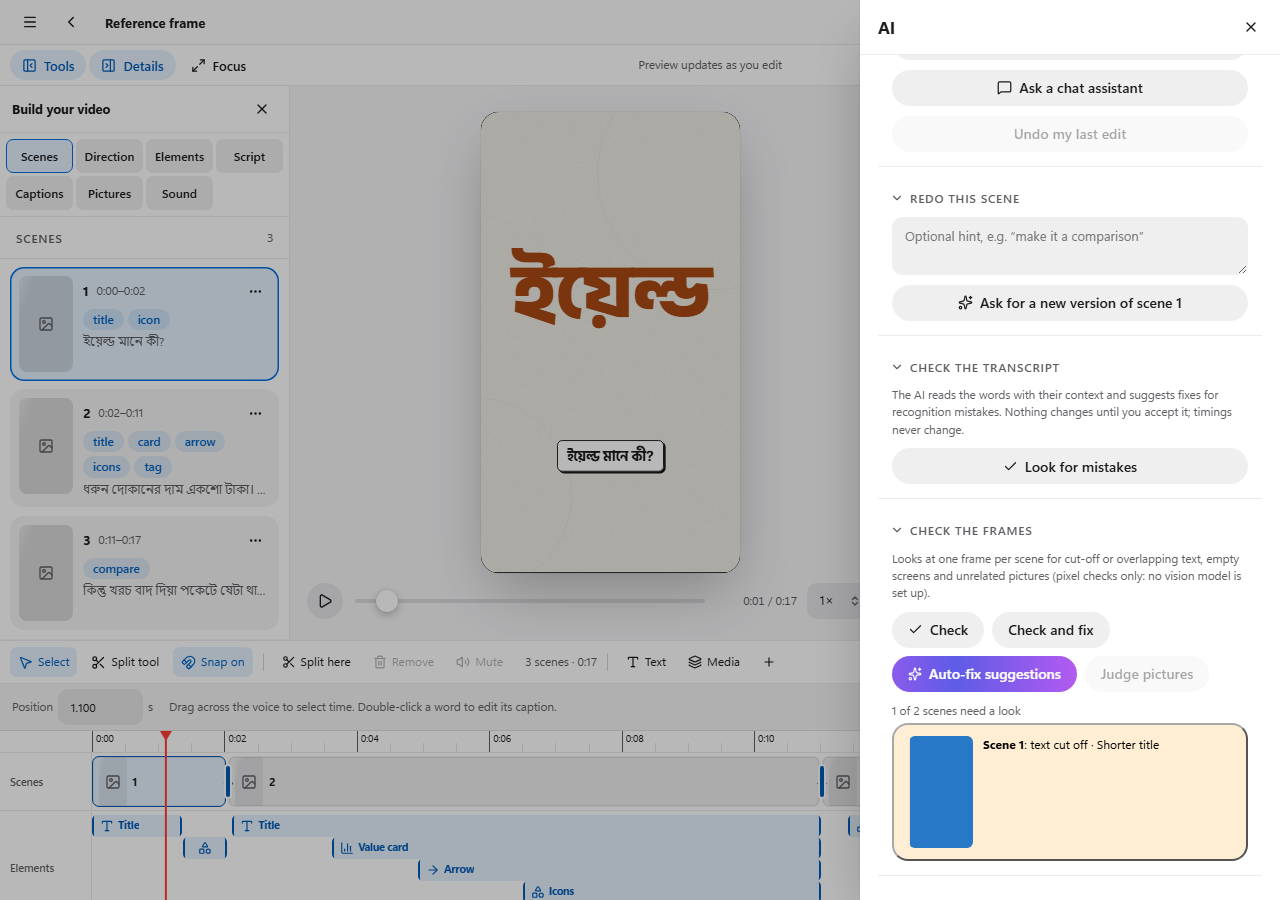 Reference frame
Tools
Details
Focus
Preview updates as you edit
Build your video
Scenes
Direction
Elements
Script
Captions
Pictures
Sound
SCENES
3
1 0:00–0:02
title
icon
ইয়েল্ড মানে কী?
2 0:02–0:11
title
card
arrow
icons
tag
ধরুন দোকানের দাম একশো টাকা। ...
3 0:11–0:17
compare
কিন্তু খরচ বাদ দিয়া পকেটে ষেটা থা...
ইয়েল্ড
ইয়েল্ড মানে কী?
0:01 / 0:17
1×
Select
Split tool
Snap on
Split here
Remove
Mute
3 scenes · 0:17
Text
Media
Position
1.100
s
Drag across the voice to select time. Double-click a word to edit its caption.
0:00
0:02
0:04
0:06
0:08
0:10
Scenes
1
2
Elements
Title
Title
Value card
Arrow
Icons
AI
Ask a chat assistant
Undo my last edit
REDO THIS SCENE
Optional hint, e.g. “make it a comparison”
Ask for a new version of scene 1
CHECK THE TRANSCRIPT
The AI reads the words with their context and suggests fixes for
recognition mistakes. Nothing changes until you accept it; timings
never change.
Look for mistakes
CHECK THE FRAMES
Looks at one frame per scene for cut-off or overlapping text, empty
screens and unrelated pictures (pixel checks only: no vision model is
set up).
Check
Check and fix
Auto-fix suggestions
Judge pictures
1 of 2 scenes need a look
Scene 1: text cut off · Shorter title